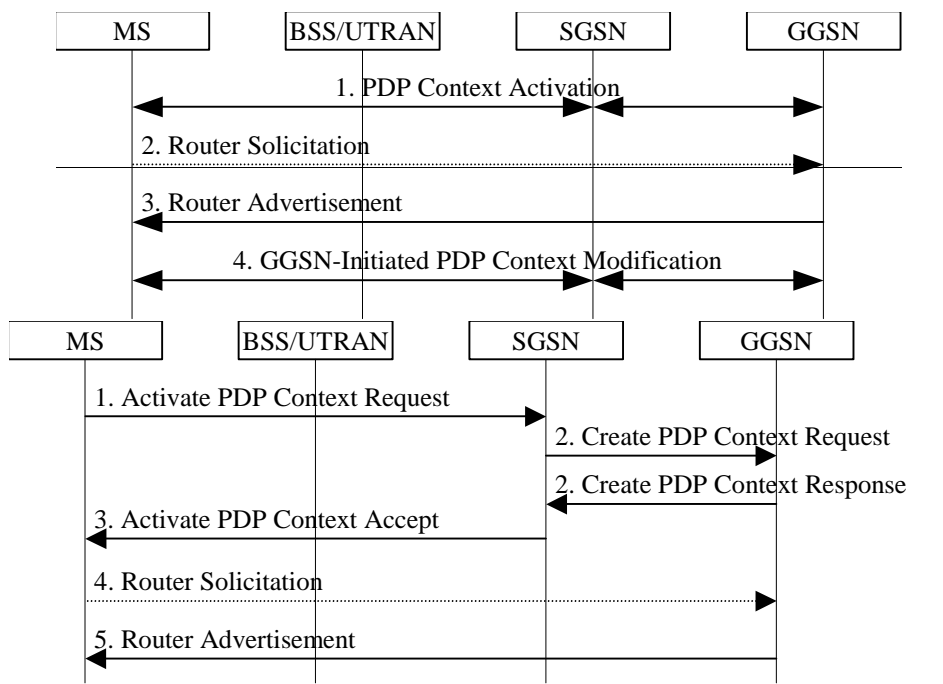 MS BSS/UTRAN SGSN GGSN
1. PDP Context Activation
2. Router Solicitation
3. Router Advertisement
4. GGSN-Initiated PDP Context Modification
MS BSS/UTRAN SGSN GGSN
1. Activate PDP Context Request
2. Create PDP Context Request
2. Create PDP Context Response
3. Activate PDP Context Accept
4. Router Solicitation
5. Router Advertisement